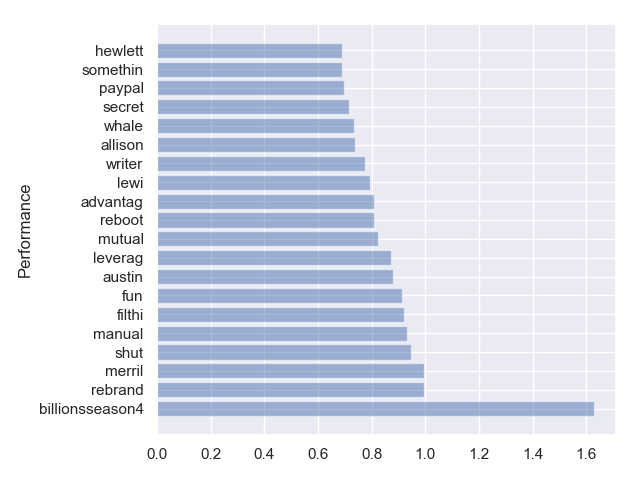 Performance
hewlett
somethin
paypal
secret
whale
allison
writer
lewi
advantag
reboot
mutual
leverag
austin
fun
filthi
manual
shut
merril
rebrand
billionsseason4
0.0 0.2 0.4 0.6 0.8 1.0 1.2 1.4 1.6